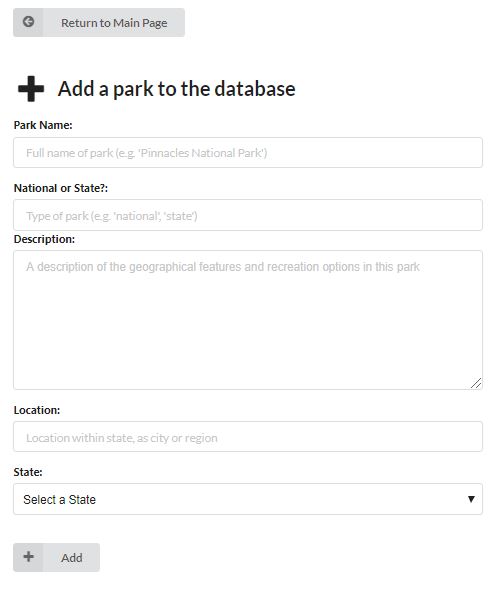 Return to Main Page
Add a park to the database
Park Name:
Full name of park (e.g. 'Pinnacles National Park')
National or State?:
Type of park (e.g. 'national', 'state')
Description:
A description of the geographical features and recreation options in this park
Location:
Location within state, as city or region
State:
Select a State
Add